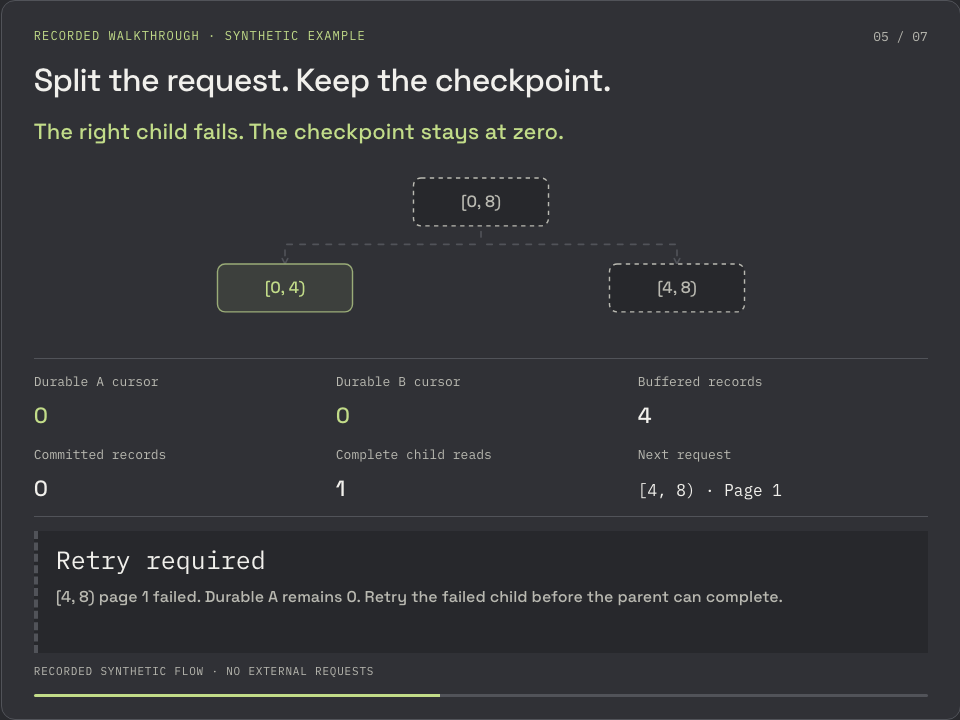 RECORDED WALKTHROUGH · SYNTHETIC EXAMPLE
05 / 07
Split the request. Keep the checkpoint.
The right child fails. The checkpoint stays at zero.
[0, 8)
[0, 4)
[4, 8)
Durable A cursor
Durable B cursor
Buffered records
0
0
4
Committed records
Complete child reads
Next request
0
1
[4, 8) · Page 1
Retry required
[4, 8) page 1 failed. Durable A remains 0. Retry the failed child before the parent can complete.
RECORDED SYNTHETIC FLOW · NO EXTERNAL REQUESTS